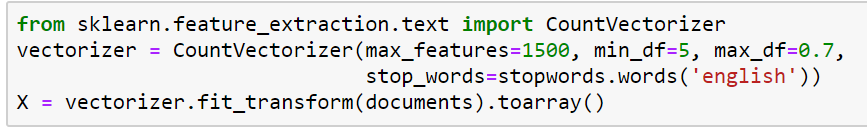 from sklearn.feature_extraction.text import CountVectorizer
vectorizer = CountVectorizer(max_features=1500, min_df=5, max_df=0.7,
                             stop_words=stopwords.words('english'))
X = vectorizer.fit_transform(documents).toarray()